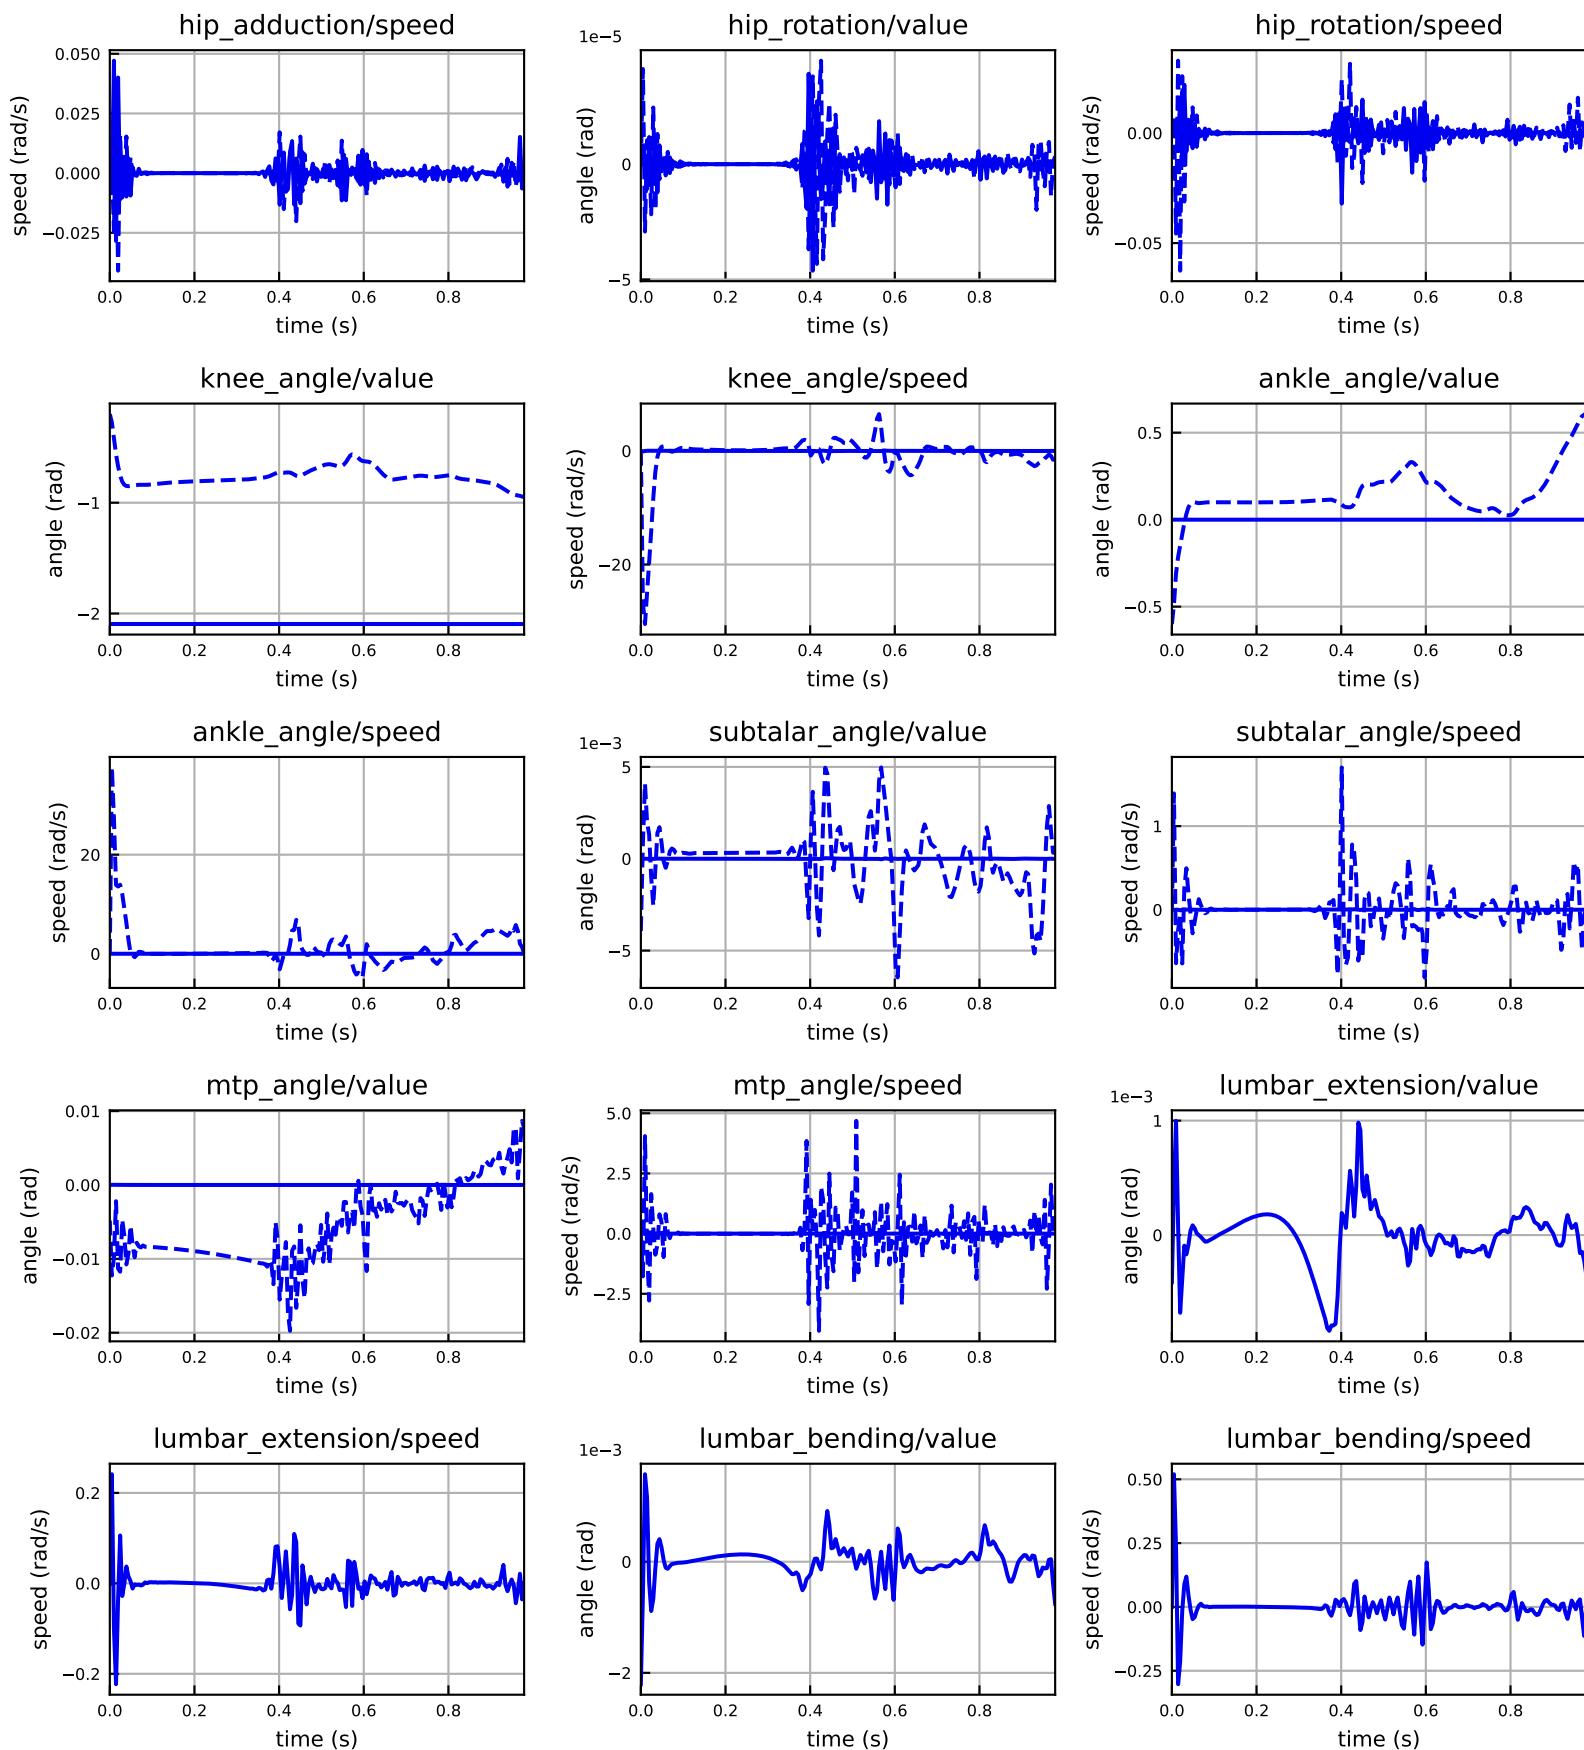 hip_adduction/speed
speed (rad/s)
0.050
0.025
0.000
−0.025
0.0 0.2 0.4 0.6 0.8
time (s)
hip_rotation/value
1e−5
angle (rad)
0
−5
0.0 0.2 0.4 0.6 0.8
time (s)
hip_rotation/speed
speed (rad/s)
0.00
−0.05
0.0 0.2 0.4 0.6 0.8
time (s)
knee_angle/value
angle (rad)
−1
−2
0.0 0.2 0.4 0.6 0.8
time (s)
knee_angle/speed
speed (rad/s)
0
−20
0.0 0.2 0.4 0.6 0.8
time (s)
ankle_angle/value
angle (rad)
0.5
0.0
−0.5
0.0 0.2 0.4 0.6 0.8
time (s)
ankle_angle/speed
speed (rad/s)
20
0
0.0 0.2 0.4 0.6 0.8
time (s)
subtalar_angle/value
1e−3
angle (rad)
5
0
−5
0.0 0.2 0.4 0.6 0.8
time (s)
subtalar_angle/speed
speed (rad/s)
1
0
0.0 0.2 0.4 0.6 0.8
time (s)
mtp_angle/value
angle (rad)
0.01
0.00
−0.01
−0.02
0.0 0.2 0.4 0.6 0.8
time (s)
mtp_angle/speed
speed (rad/s)
5.0
2.5
0.0
−2.5
0.0 0.2 0.4 0.6 0.8
time (s)
lumbar_extension/value
1e−3
angle (rad)
1
0
0.0 0.2 0.4 0.6 0.8
time (s)
lumbar_extension/speed
speed (rad/s)
0.2
0.0
−0.2
0.0 0.2 0.4 0.6 0.8
time (s)
lumbar_bending/value
1e−3
angle (rad)
0
−2
0.0 0.2 0.4 0.6 0.8
time (s)
lumbar_bending/speed
speed (rad/s)
0.50
0.25
0.00
−0.25
0.0 0.2 0.4 0.6 0.8
time (s)